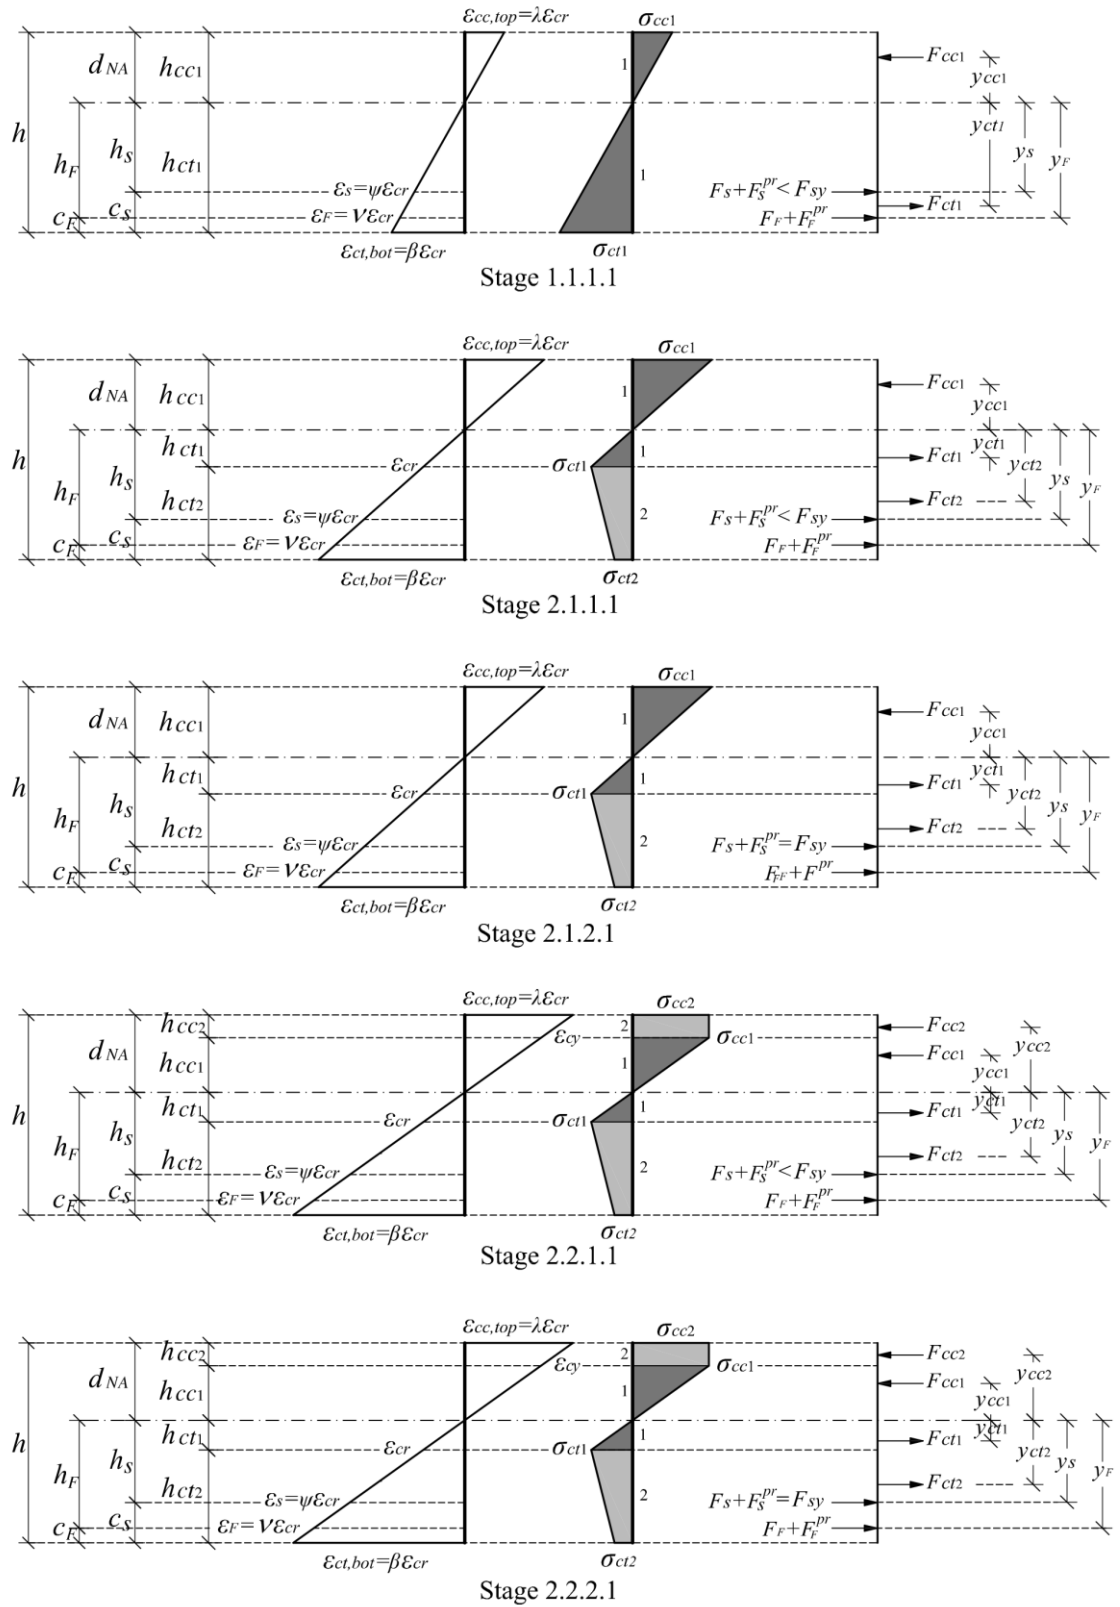 εcc,top=λεcr σcc1
dNA hcc1 1 Fcc1 ycc1
h hF hS hct1 1 yct1 yS yF
εs=ψεcr FS+FSpr<FSy
cF cS εF=νεcr Fct1
FF+FFpr
εct,bot=βεcr σct1
Stage 1.1.1.1
εcc,top=λεcr σcc1
dNA hcc1 1 Fcc1 ycc1
h hF hS hct1 εcr σct1 1 Fct1 yct1 yct2 yS yF
hct2 2 Fct2
εs=ψεcr FS+FSpr<FSy
cF cS εF=νεcr FF+FFpr
εct,bot=βεcr σct2
Stage 2.1.1.1
εcc,top=λεcr σcc1
dNA hcc1 1 Fcc1 ycc1
h hF hS hct1 εcr σct1 1 Fct1 yct1 yct2 yS yF
hct2 2 Fct2
εs=ψεcr FS+FSpr=FSy
cF cS εF=νεcr FFF+Fpr
εct,bot=βεcr σct2
Stage 2.1.2.1
εcc,top=λεcr σcc2
hcc2 εcy 2 σcc1 Fcc2 ycc2
dNA hcc1 1 Fcc1 ycc1
h hF hS hct1 εcr σct1 1 Fct1 yct1 yct2 yS yF
hct2 2 Fct2
εs=ψεcr FS+FSpr<FSy
cF cS εF=νεcr FF+FFpr
εct,bot=βεcr σct2
Stage 2.2.1.1
εcc,top=λεcr σcc2
hcc2 εcy 2 σcc1 Fcc2 ycc2
dNA hcc1 1 Fcc1 ycc1
h hF hS hct1 εcr σct1 1 Fct1 yct1 yct2 yS yF
hct2 2 Fct2
εs=ψεcr FS+FSpr=FSy
cF cS εF=νεcr FF+FFpr
εct,bot=βεcr σct2
Stage 2.2.2.1